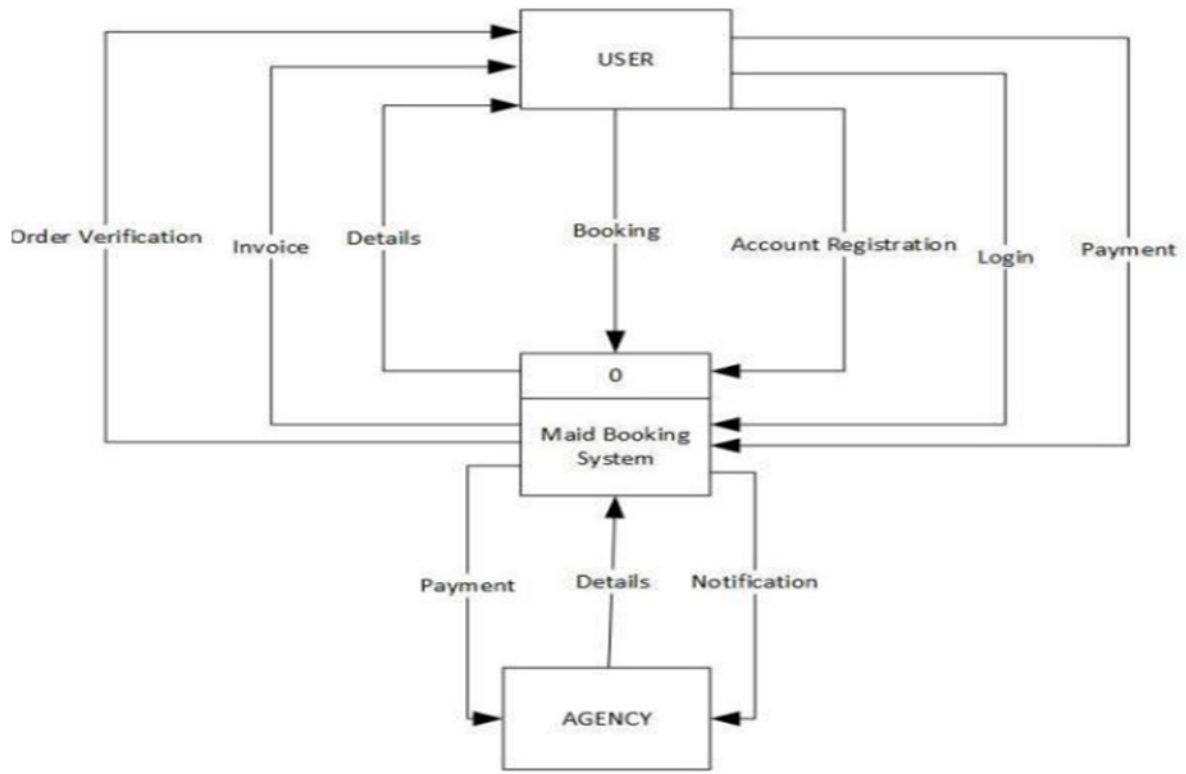 USER
Order Verification
Invoice
Details
Booking
Account Registration
Login
Payment
0
Maid Booking
System
Payment
Details
Notification
AGENCY